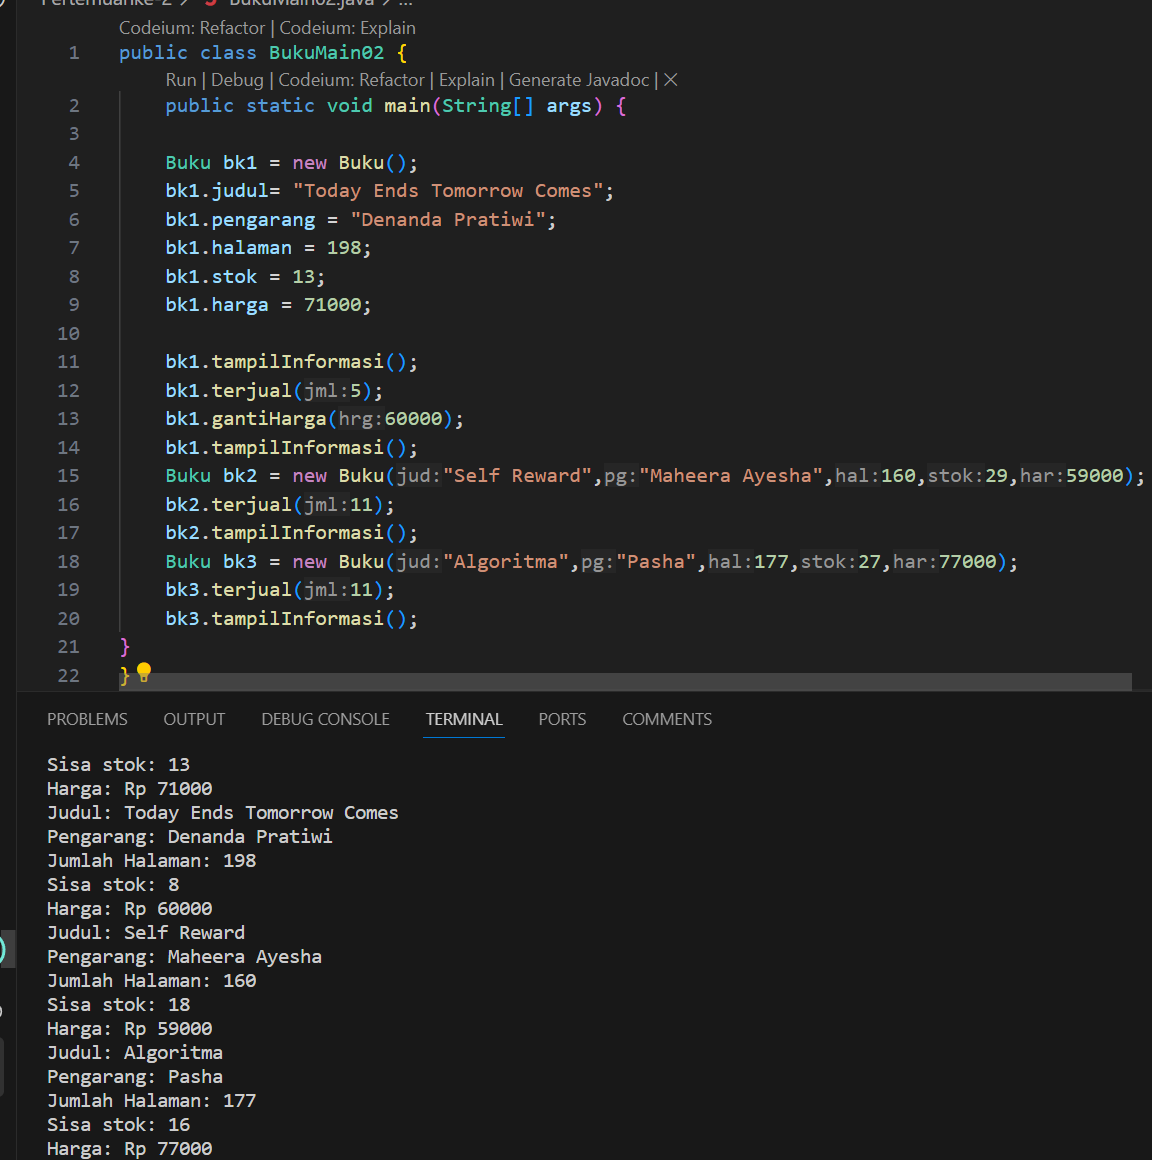 BukuMain02.java
Codeium: Refactor | Codeium: Explain
1 public class BukuMain02 {
Run | Debug | Codeium: Refactor | Explain | Generate Javadoc | ×
2 public static void main(String[] args) {
3
4 Buku bk1 = new Buku();
5 bk1.judul= "Today Ends Tomorrow Comes";
6 bk1.pengarang = "Denanda Pratiwi";
7 bk1.halaman = 198;
8 bk1.stok = 13;
9 bk1.harga = 71000;
10
11 bk1.tampilInformasi();
12 bk1.terjual(jml:5);
13 bk1.gantiHarga(hrg:60000);
14 bk1.tampilInformasi();
15 Buku bk2 = new Buku(jud:"Self Reward",pg:"Maheera Ayesha",hal:160,stok:29,har:59000);
16 bk2.terjual(jml:11);
17 bk2.tampilInformasi();
18 Buku bk3 = new Buku(jud:"Algoritma",pg:"Pasha",hal:177,stok:27,har:77000);
19 bk3.terjual(jml:11);
20 bk3.tampilInformasi();
21 }
22 }
PROBLEMS OUTPUT DEBUG CONSOLE TERMINAL PORTS COMMENTS
Sisa stok: 13
Harga: Rp 71000
Judul: Today Ends Tomorrow Comes
Pengarang: Denanda Pratiwi
Jumlah Halaman: 198
Sisa stok: 8
Harga: Rp 60000
Judul: Self Reward
Pengarang: Maheera Ayesha
Jumlah Halaman: 160
Sisa stok: 18
Harga: Rp 59000
Judul: Algoritma
Pengarang: Pasha
Jumlah Halaman: 177
Sisa stok: 16
Harga: Rp 77000